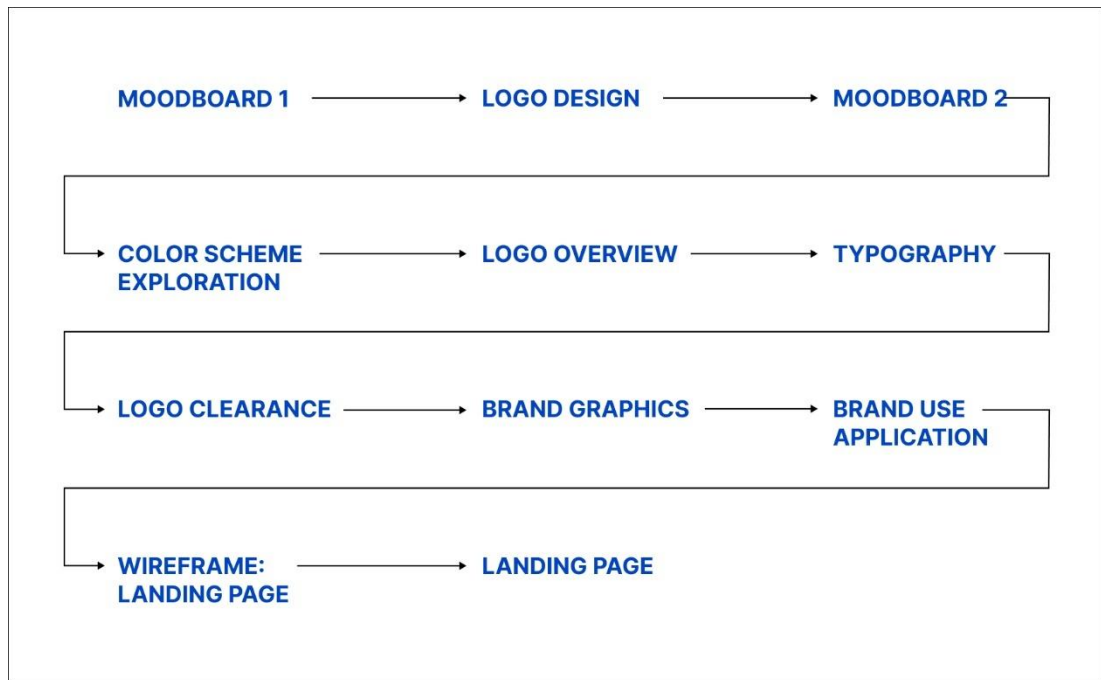 MOODBOARD 1
LOGO DESIGN
MOODBOARD 2
COLOR SCHEME
EXPLORATION
LOGO OVERVIEW
TYPOGRAPHY
LOGO CLEARANCE
BRAND GRAPHICS
BRAND USE
APPLICATION
WIREFRAME:
LANDING PAGE
LANDING PAGE